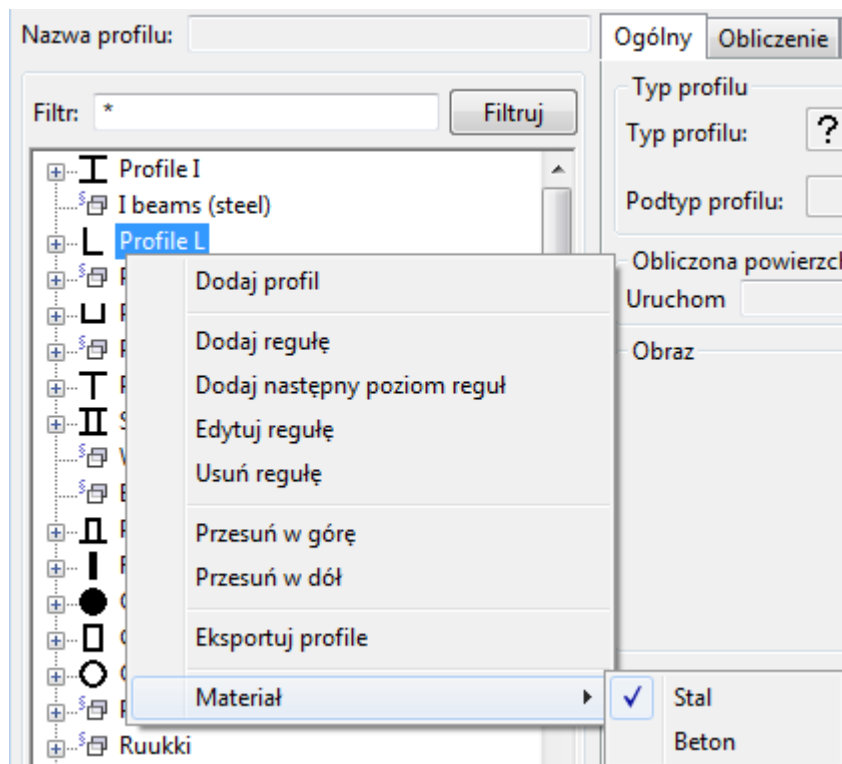 Nazwa profilu:
Ogólny Obliczenie
Filtr: * Filtruj
Typ profilu
Typ profilu: ?
Podtyp profilu:
Profile I
I beams (steel)
Profile L
Obliczona
Uruchom
Obraz
Dodaj profil
Dodaj regułę
Dodaj następny poziom reguł
Edytuj regułę
Usuń regułę
Przesuń w górę
Przesuń w dół
Eksportuj profile
Materiał
Stal
Beton
Ruukki